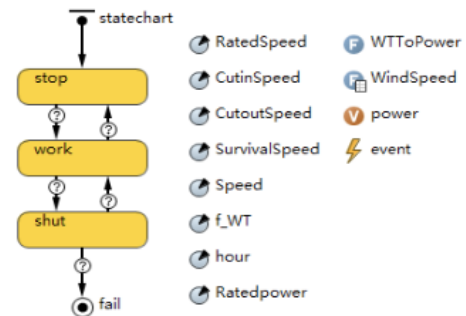 statechart
stop
?
?
work
?
?
shut
?
fail
RatedSpeed
CutinSpeed
CutoutSpeed
SurvivalSpeed
Speed
f_WT
hour
Ratedpower
F WTToPower
F WindSpeed
V power
event